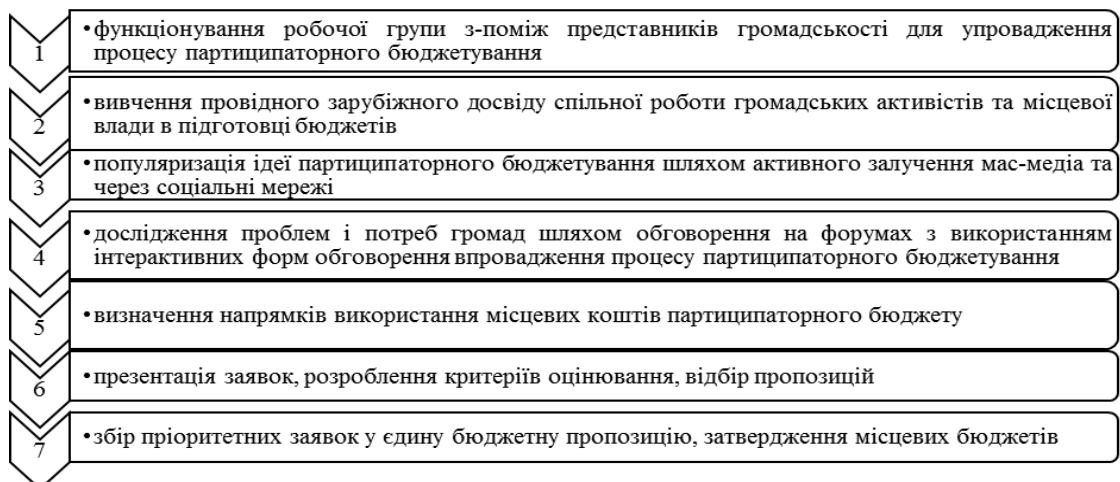 1
•функціонування робочої групи з-поміж представників громадськості для упровадження
процесу партиципаторного бюджетування
2
•вивчення провідного зарубіжного досвіду спільної роботи громадських активістів та місцевої
влади в підготовці бюджетів
3
•популяризація ідеї партиципаторного бюджетування шляхом активного залучення мас-медіа та
через соціальні мережі
4
•дослідження проблем і потреб громад шляхом обговорення на форумах з використанням
інтерактивних форм обговорення впровадження процесу партиципаторного бюджетування
5
•визначення напрямків використання місцевих коштів партиципаторного бюджету
6
•презентація заявок, розроблення критеріїв оцінювання, відбір пропозицій
7
•збір пріоритетних заявок у єдину бюджетну пропозицію, затвердження місцевих бюджетів